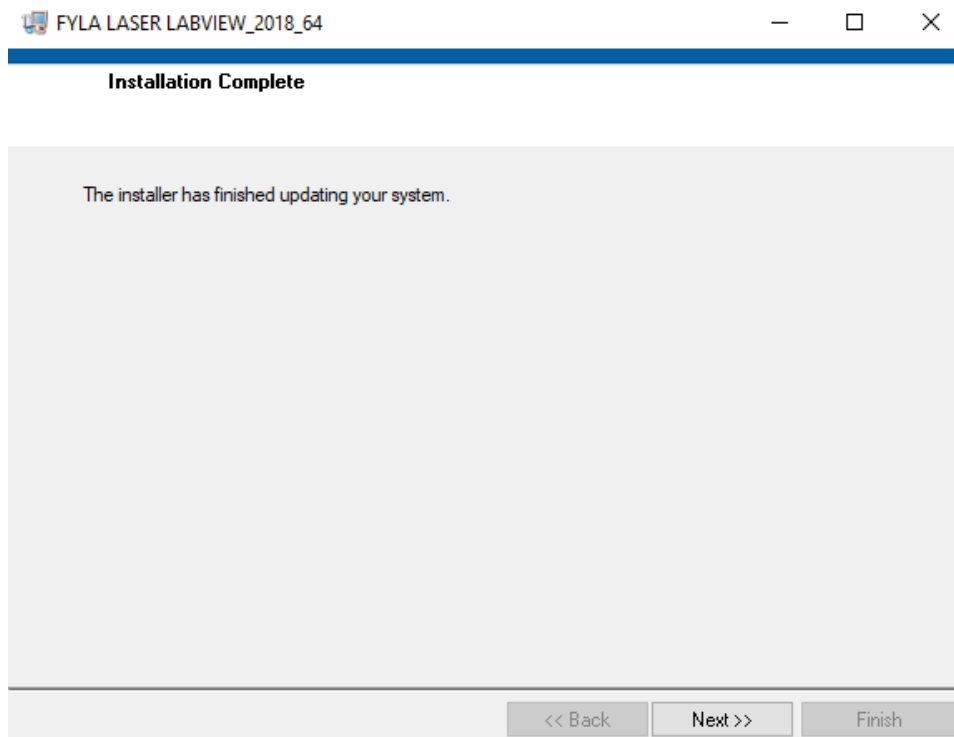 FYLA LASER LABVIEW_2018_64
Installation Complete
The installer has finished updating your system.
<< Back Next >> Finish